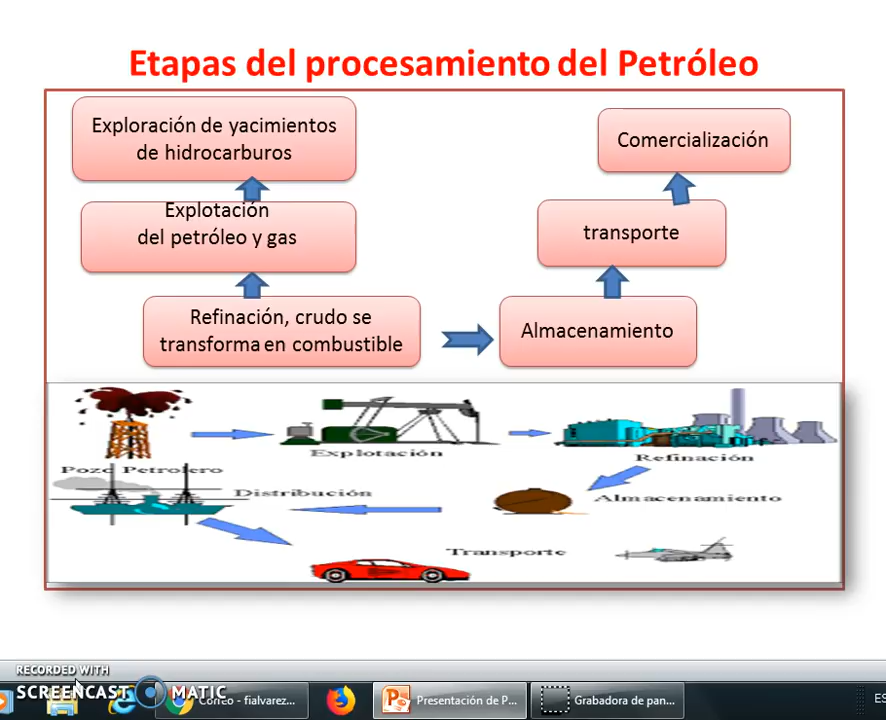 Etapas del procesamiento del Petróleo
Exploración de yacimientos
de hidrocarburos
Explotación
del petróleo y gas
Refinación, crudo se
transforma en combustible
Comercialización
transporte
Almacenamiento
Pozo Petrolero
Explotación
Refinación
Distribución
Almacenamiento
Transporte
RECORDED WITH
SCREENCAST MATIC
Correo - fialvarez...
Presentación de P...
Grabadora de pan...
ES